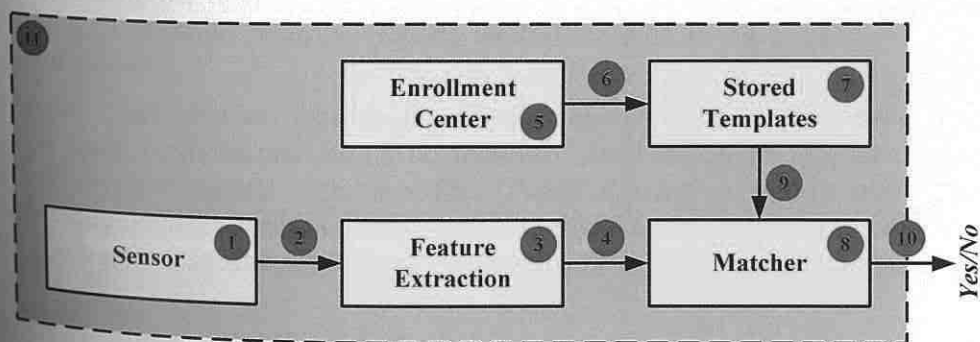 11
Enrollment
Center
5
6
Stored
Templates
7
9
Sensor
1
2
Feature
Extraction
3
4
Matcher
8
10
Yes/No